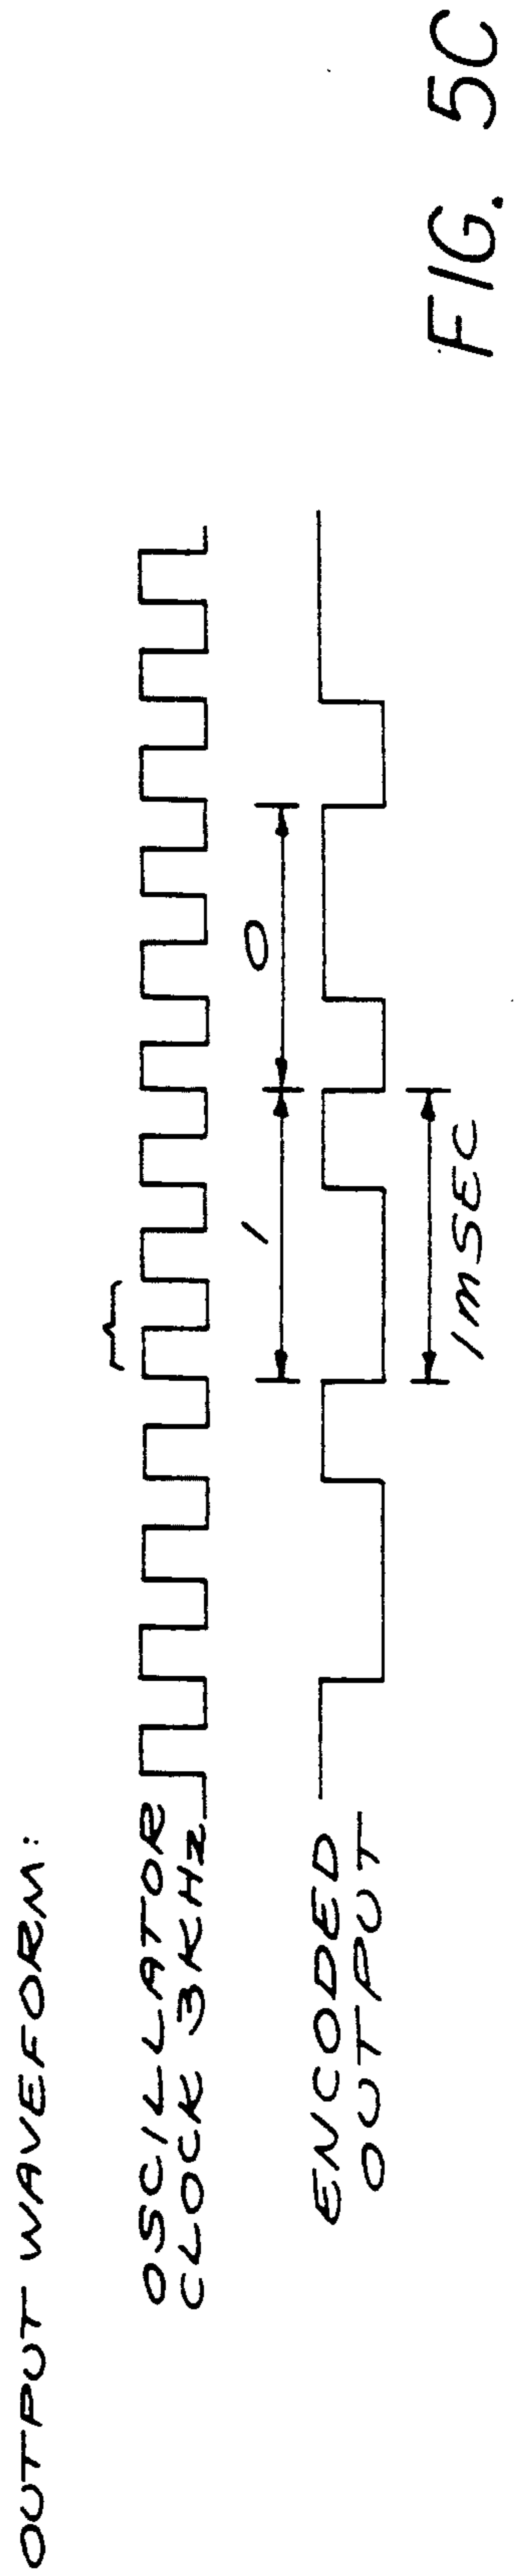 OUTPUT WAVEFORM:
OSCILLATOR
CLOCK 3KHz
1
0
ENCODED
OUTPUT
1MSEC
FIG. 5C